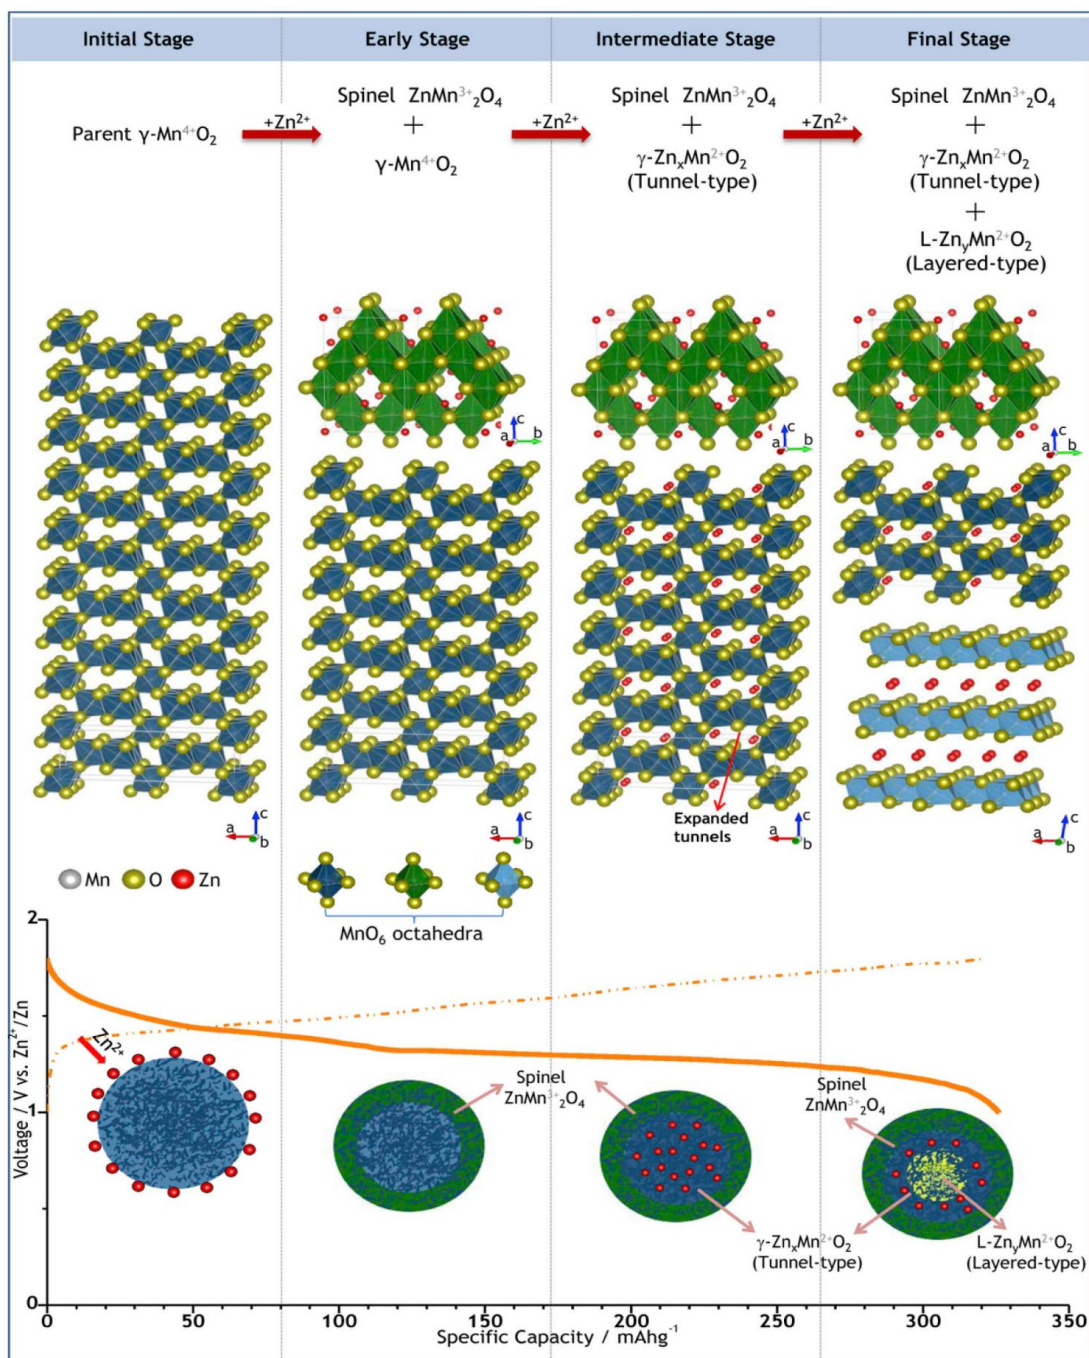 Initial Stage
Early Stage
Intermediate Stage
Final Stage
Parent γ-Mn⁴⁺O₂
+Zn²⁺
Spinel ZnMn³⁺₂O₄
+
γ-Mn⁴⁺O₂
+Zn²⁺
Spinel ZnMn³⁺₂O₄
+
γ-ZnₓMn²⁺O₂
(Tunnel-type)
+Zn²⁺
Spinel ZnMn³⁺₂O₄
+
γ-ZnₓMn²⁺O₂
(Tunnel-type)
+
L-ZnᵧMn²⁺O₂
(Layered-type)
c
a
b
c
a
b
c
a
b
Expanded
tunnels
c
a
b
c
a
b
c
a
b
c
a
b
Mn
O
Zn
MnO₆ octahedra
2
1
0
Voltage / V vs. Zn²⁺/Zn
Zn²⁺
Spinel
ZnMn³⁺₂O₄
Spinel
ZnMn³⁺₂O₄
γ-ZnₓMn²⁺O₂
(Tunnel-type)
L-ZnᵧMn²⁺O₂
(Layered-type)
0 50 100 150 200 250 300 350
Specific Capacity / mAhg⁻¹